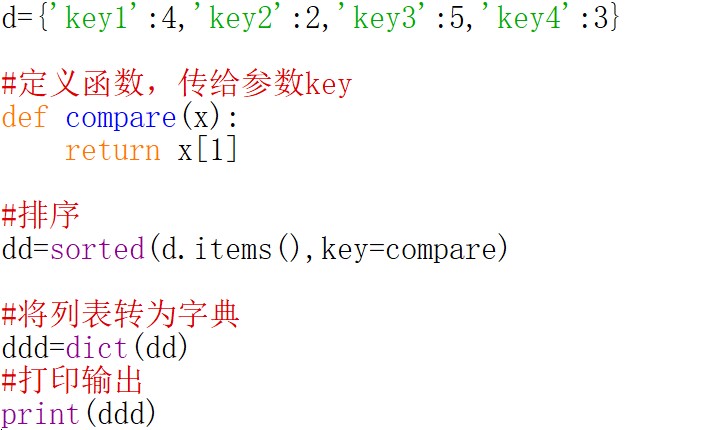 d={'key1':4,'key2':2,'key3':5,'key4':3}
#定义函数，传给参数key
def compare(x):
    return x[1]
#排序
dd=sorted(d.items(),key=compare)
#将列表转为字典
ddd=dict(dd)
#打印输出
print(ddd)